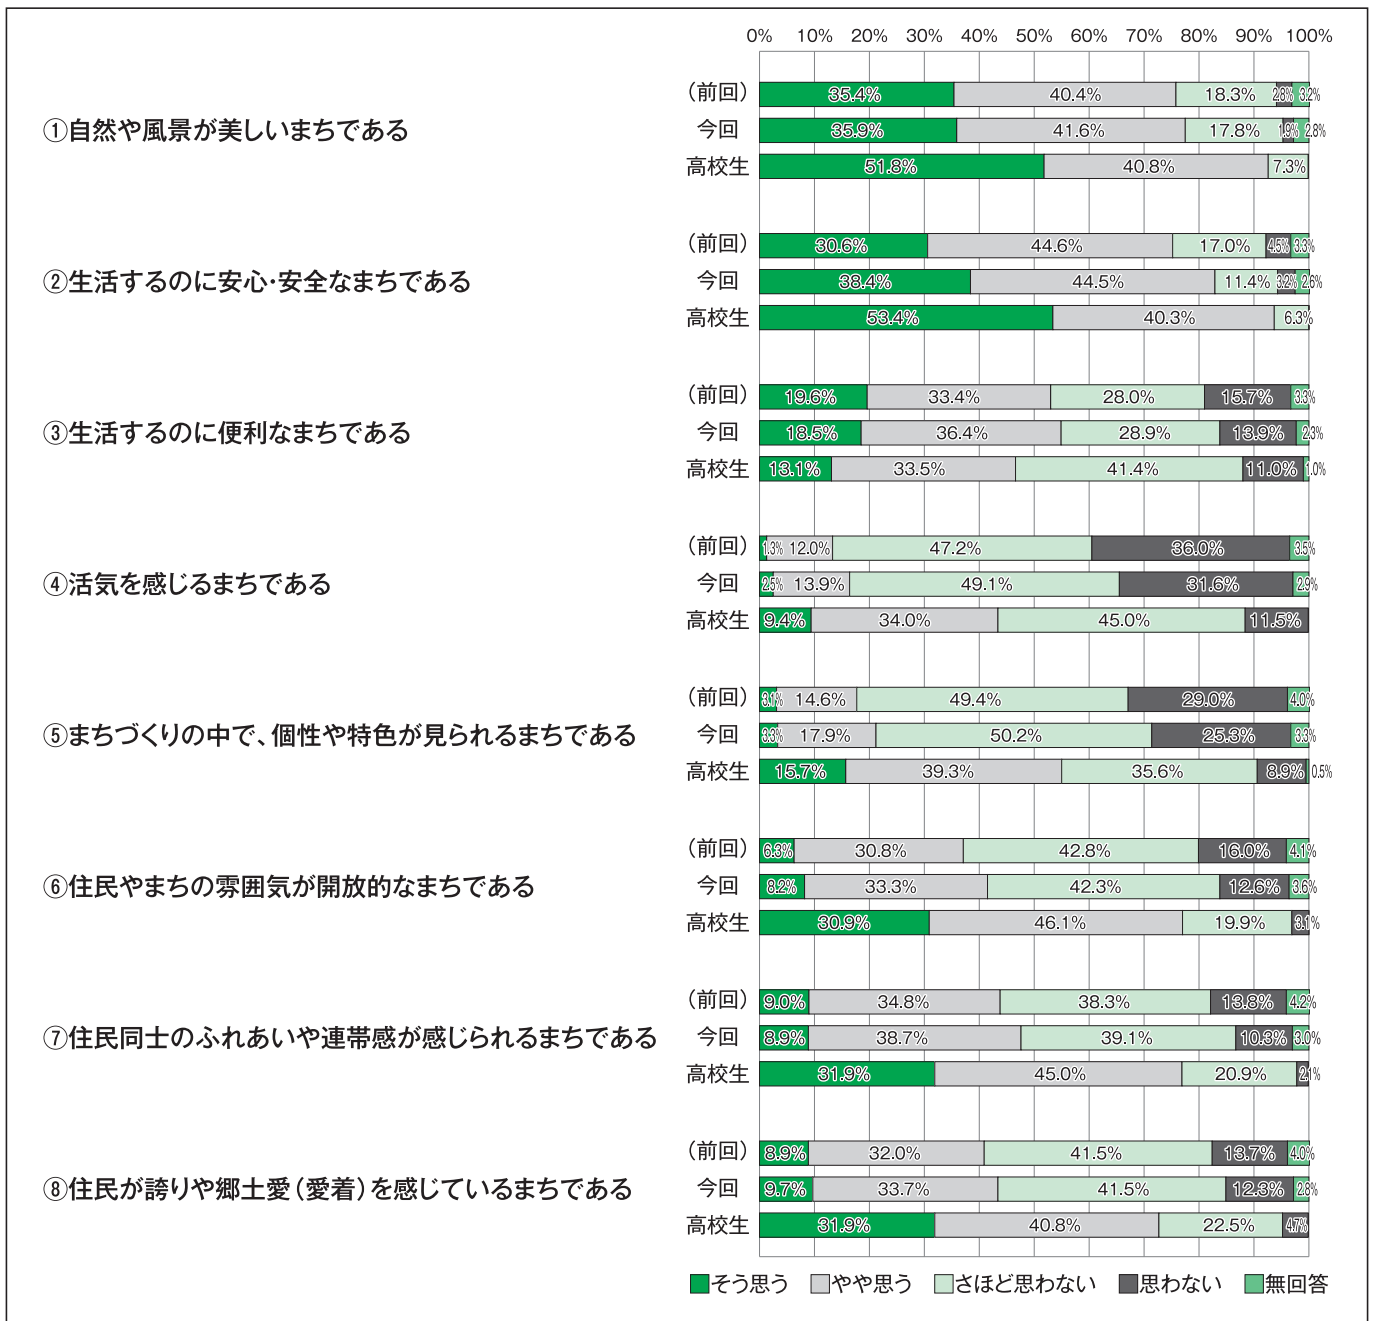 0% 10% 20% 30% 40% 50% 60% 70% 80% 90% 100%
①自然や風景が美しいまちである
（前回） 35.4% 40.4% 18.3% 2.8% 3.2%
今回 35.9% 41.6% 17.8% 1.9% 2.8%
高校生 51.8% 40.8% 7.3%
②生活するのに安心・安全なまちである
（前回） 30.6% 44.6% 17.0% 4.5% 3.3%
今回 38.4% 44.5% 11.4% 3.2% 2.6%
高校生 53.4% 40.3% 6.3%
③生活するのに便利なまちである
（前回） 19.6% 33.4% 28.0% 15.7% 3.3%
今回 18.5% 36.4% 28.9% 13.9% 2.3%
高校生 13.1% 33.5% 41.4% 11.0% 1.0%
④活気を感じるまちである
（前回） 1.3% 12.0% 47.2% 36.0% 3.5%
今回 2.5% 13.9% 49.1% 31.6% 2.9%
高校生 9.4% 34.0% 45.0% 11.5%
⑤まちづくりの中で、個性や特色が見られるまちである
（前回） 3.1% 14.6% 49.4% 29.0% 4.0%
今回 3.3% 17.9% 50.2% 25.3% 3.3%
高校生 15.7% 39.3% 35.6% 8.9% 0.5%
⑥住民やまちの雰囲気が開放的なまちである
（前回） 6.3% 30.8% 42.8% 16.0% 4.1%
今回 8.2% 33.3% 42.3% 12.6% 3.6%
高校生 30.9% 46.1% 19.9% 3.1%
⑦住民同士のふれあいや連帯感が感じられるまちである
（前回） 9.0% 34.8% 38.3% 13.8% 4.2%
今回 8.9% 38.7% 39.1% 10.3% 3.0%
高校生 31.9% 45.0% 20.9% 2.1%
⑧住民が誇りや郷土愛（愛着）を感じているまちである
（前回） 8.9% 32.0% 41.5% 13.7% 4.0%
今回 9.7% 33.7% 41.5% 12.3% 2.8%
高校生 31.9% 40.8% 22.5% 4.7%
そう思う やや思う さほど思わない 思わない 無回答